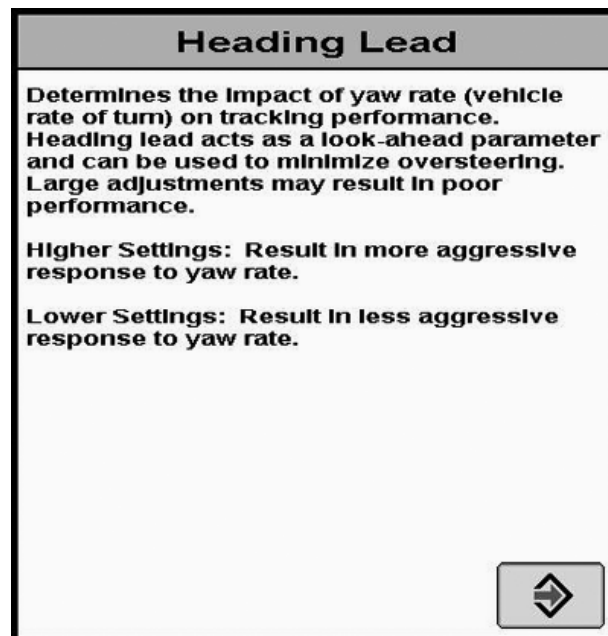 Heading Lead
Determines the impact of yaw rate (vehicle
rate of turn) on tracking performance.
Heading lead acts as a look-ahead parameter
and can be used to minimize oversteering.
Large adjustments may result in poor
performance.
Higher Settings: Result in more aggressive
response to yaw rate.
Lower Settings: Result in less aggressive
response to yaw rate.